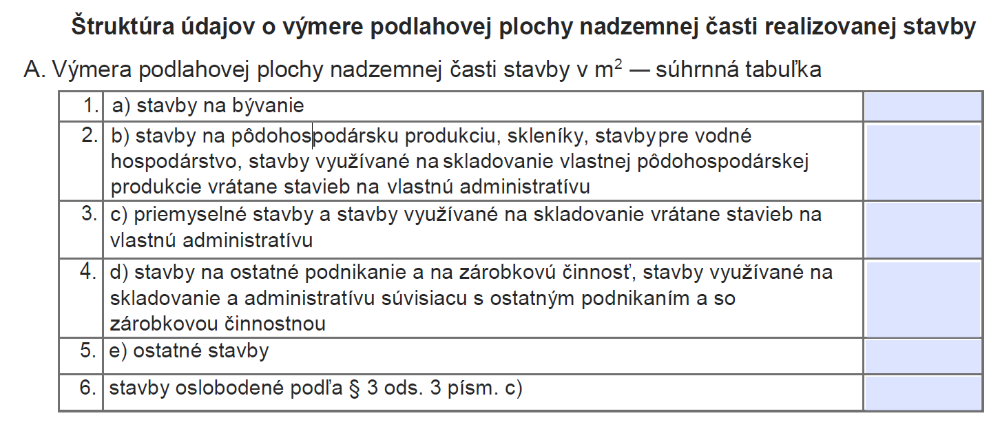 Štruktúra údajov o výmere podlahovej plochy nadzemnej časti realizovanej stavby
A. Výmera podlahovej plochy nadzemnej časti stavby v m² — súhrnná tabuľka
1. a) stavby na bývanie
2. b) stavby na pôdohospodársku produkciu, skleníky, stavby pre vodné
hospodárstvo, stavby využívané na skladovanie vlastnej pôdohospodárskej
produkcie vrátane stavieb na vlastnú administratívu
3. c) priemyselné stavby a stavby využívané na skladovanie vrátane stavieb na
vlastnú administratívu
4. d) stavby na ostatné podnikanie a na zárobkovú činnosť, stavby využívané na
skladovanie a administratívu súvisiacu s ostatným podnikaním a so
zárobkovou činnostnou
5. e) ostatné stavby
6. stavby oslobodené podľa § 3 ods. 3 písm. c)